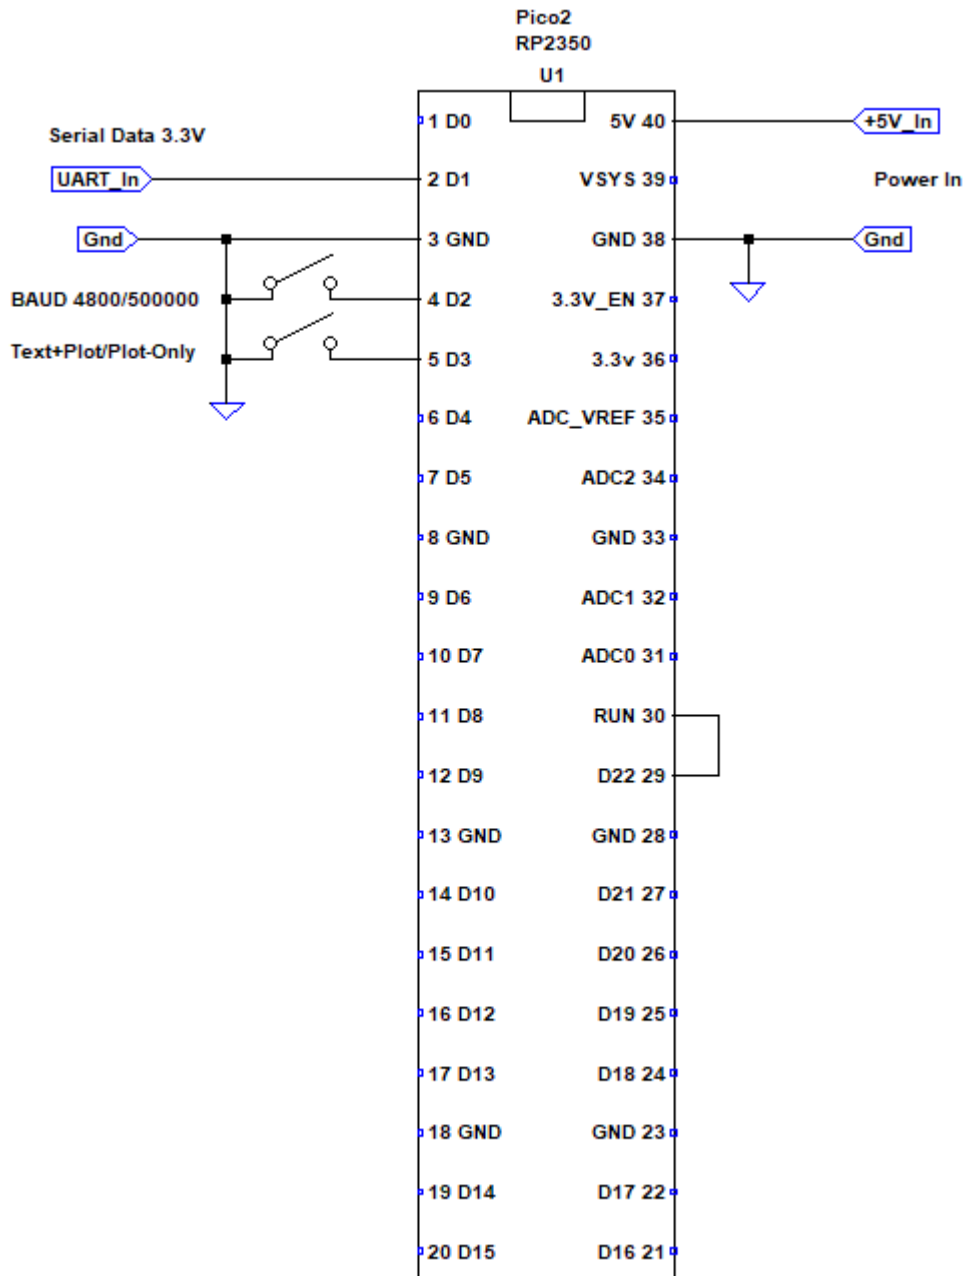 Pico2
RP2350
U1
Serial Data 3.3V
UART_In
Gnd
BAUD 4800/500000
Text+Plot/Plot-Only
1 D0
2 D1
3 GND
4 D2
5 D3
6 D4
7 D5
8 GND
9 D6
10 D7
11 D8
12 D9
13 GND
14 D10
15 D11
16 D12
17 D13
18 GND
19 D14
20 D15
5V 40
VSYS 39
GND 38
3.3V_EN 37
3.3v 36
ADC_VREF 35
ADC2 34
GND 33
ADC1 32
ADC0 31
RUN 30
D22 29
GND 28
D21 27
D20 26
D19 25
D18 24
GND 23
D17 22
D16 21
+5V_In
Power In
Gnd